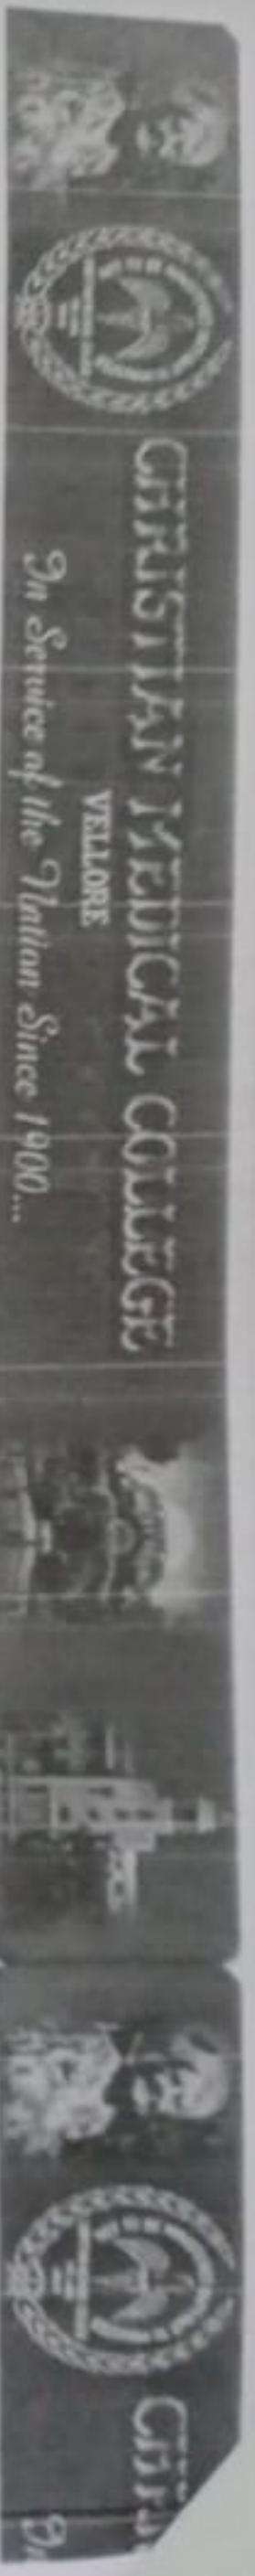 CHRISTIAN MEDICAL COLLEGE
VELLORE
In Service of the Nation Since 1900...